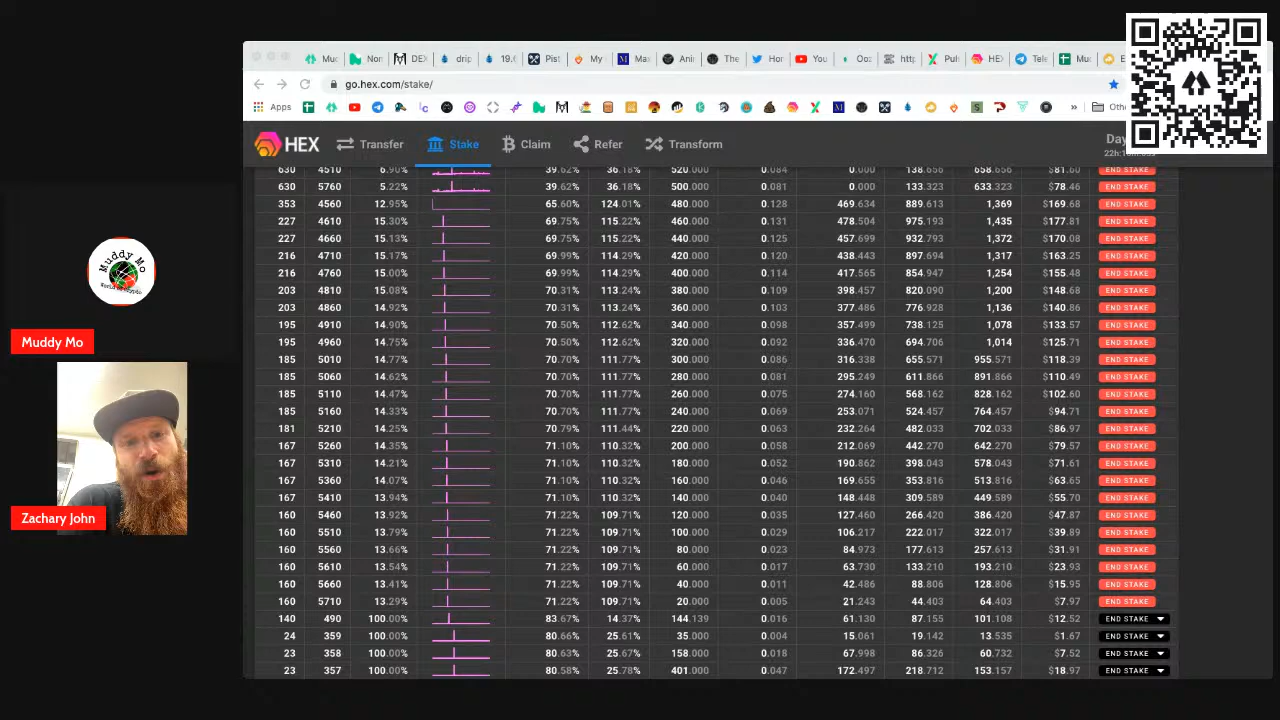 Muc Nor DEX drip 19.0 Pist My Max Ani The Hor You Ooz http Pul HEX Tele Mud E
go.hex.com/stake/
Apps
Othe
HEX Transfer Stake Claim Refer Transform Day
630 4510 6.90% 39.62% 36.18% 520.000 0.084 0.000 138.656 658.656 $81.60 END STAKE
630 5760 5.22% 39.62% 36.18% 500.000 0.084 0.000 133.323 633.323 $78.46 END STAKE
353 4560 12.95% 65.60% 124.01% 480.000 0.128 469.634 889.613 1,369 $169.68 END STAKE
227 4610 15.30% 69.75% 115.22% 460.000 0.131 478.504 975.193 1,435 $177.81 END STAKE
227 4660 15.13% 69.75% 115.22% 440.000 0.125 457.699 932.793 1,372 $170.08 END STAKE
216 4710 15.17% 69.99% 114.29% 420.000 0.120 438.443 897.694 1,317 $163.25 END STAKE
216 4760 15.00% 69.99% 114.29% 400.000 0.114 417.565 854.947 1,254 $155.48 END STAKE
203 4810 15.08% 70.31% 113.24% 380.000 0.109 398.457 820.090 1,200 $148.68 END STAKE
203 4860 14.92% 70.31% 113.24% 360.000 0.103 377.486 776.928 1,136 $140.86 END STAKE
195 4910 14.90% 70.50% 112.62% 340.000 0.098 357.499 738.125 1,078 $133.57 END STAKE
195 4960 14.75% 70.50% 112.62% 320.000 0.092 336.470 694.706 1,014 $125.71 END STAKE
185 5010 14.77% 70.70% 111.77% 300.000 0.086 316.338 655.571 955.571 $118.39 END STAKE
185 5060 14.62% 70.70% 111.77% 280.000 0.081 295.249 611.866 891.866 $110.49 END STAKE
185 5110 14.47% 70.70% 111.77% 260.000 0.075 274.160 568.162 828.162 $102.60 END STAKE
185 5160 14.33% 70.70% 111.77% 240.000 0.069 253.071 524.457 764.457 $94.71 END STAKE
181 5210 14.25% 70.79% 111.44% 220.000 0.063 232.264 482.033 702.033 $86.97 END STAKE
167 5260 14.35% 71.10% 110.32% 200.000 0.058 212.069 442.270 642.270 $79.57 END STAKE
167 5310 14.21% 71.10% 110.32% 180.000 0.052 190.862 398.043 578.043 $71.61 END STAKE
167 5360 14.07% 71.10% 110.32% 160.000 0.046 169.655 353.816 513.816 $63.65 END STAKE
167 5410 13.94% 71.10% 110.32% 140.000 0.040 148.448 309.589 449.589 $55.70 END STAKE
160 5460 13.92% 71.22% 109.71% 120.000 0.035 127.460 266.420 386.420 $47.87 END STAKE
160 5510 13.79% 71.22% 109.71% 100.000 0.029 106.217 222.017 322.017 $39.89 END STAKE
160 5560 13.66% 71.22% 109.71% 80.000 0.023 84.973 177.613 257.613 $31.91 END STAKE
160 5610 13.54% 71.22% 109.71% 60.000 0.017 63.730 133.210 193.210 $23.93 END STAKE
160 5660 13.41% 71.22% 109.71% 40.000 0.011 42.486 88.806 128.806 $15.95 END STAKE
160 5710 13.29% 71.22% 109.71% 20.000 0.005 21.243 44.403 64.403 $7.97 END STAKE
140 490 100.00% 83.67% 14.37% 144.139 0.016 61.130 87.155 101.108 $12.52 END STAKE
24 359 100.00% 80.66% 25.61% 35.000 0.004 15.061 19.142 13.535 $1.67 END STAKE
23 358 100.00% 80.63% 25.67% 158.000 0.018 67.998 86.326 60.732 $7.52 END STAKE
23 357 100.00% 80.58% 25.78% 401.000 0.047 172.497 218.712 153.157 $18.97 END STAKE
Muddy Mo
Muddy Mo
Zachary John